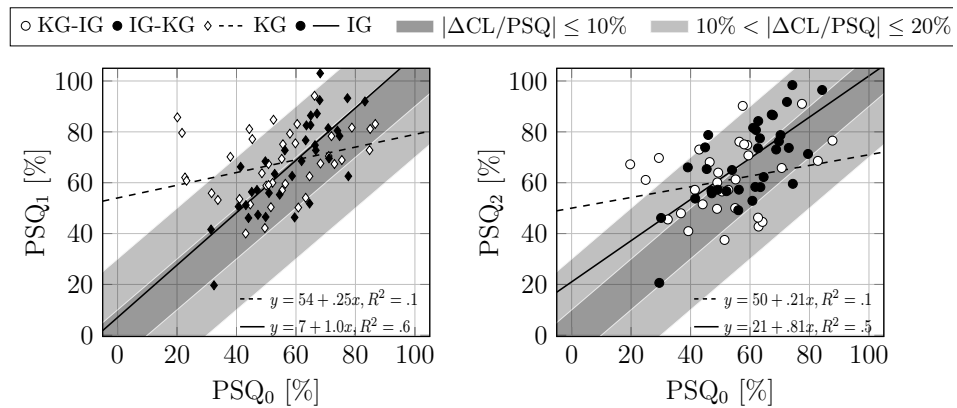 KG-IG IG-KG KG IG |ΔCL/PSQ| ≤ 10% 10% < |ΔCL/PSQ| ≤ 20%
100
80
60
40
20
0
PSQ₁ [%]
0 20 40 60 80 100
PSQ₀ [%]
y = 54 + .25x, R² = .1
y = 7 + 1.0x, R² = .6
100
80
60
40
20
0
PSQ₂ [%]
0 20 40 60 80 100
PSQ₀ [%]
y = 50 + .21x, R² = .1
y = 21 + .81x, R² = .5